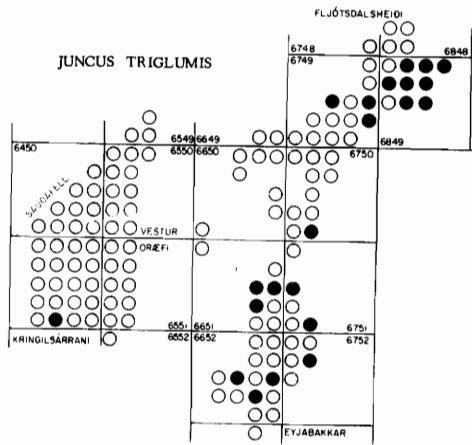 FLJÓTSDALSHEIÐI
6748 6848
6749
JUNCUS TRIGLUMIS
6450 6549 6649 6849
6550 6650 6750
SAUÐAFELL
VESTUR
ÖRÆFI
6551 6651 6751
KRINGILSÁRRANI 6552 6652 6752
EYJABAKKAR